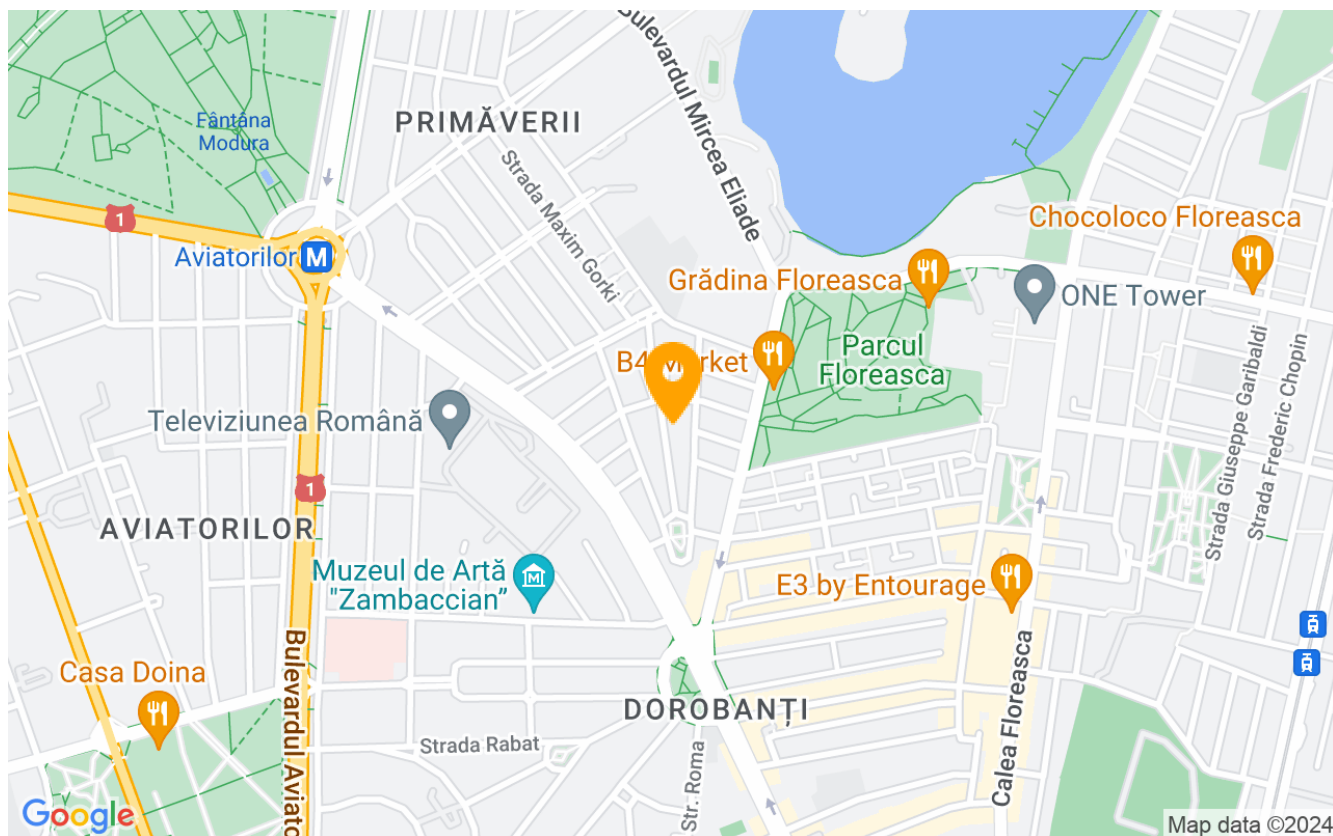 Bulevardul Mircea Eliade
PRIMĂVERII
Fântâna
Modura
Strada Maxim Gorki
1
Aviatorilor
M
Chocoloco Floreasca
Grădina Floreasca
ONE Tower
B4 Market
Parcul
Floreasca
Strada Giuseppe Garibaldi
Strada Frederic Chopin
Televiziunea Română
1
AVIATORILOR
Muzeul de Artă
"Zambaccian”
M
E3 by Entourage
Casa Doina
Bulevardul Aviato
DOROBANȚI
Strada Rabat
Str. Roma
Calea Floreasca
Google
Map data ©2024